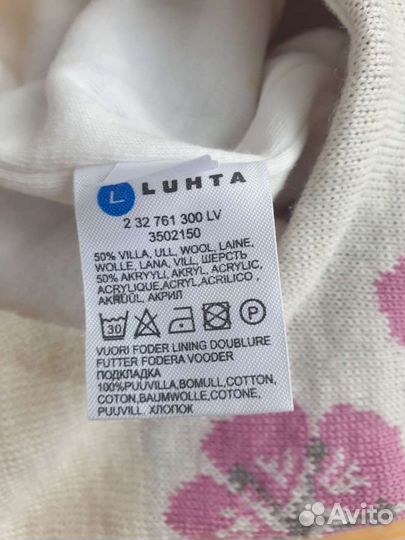 L LUHTA
2 32 761 300 LV
3502150
50% VILLA, ULL, WOOL, LAINE,
WOLLE, LANA, VILL, ШЕРСТЬ
50% AKRYYLI, AKRYL, ACRYLIC,
ACRYLIQUE,ACRYL,ACRILICO,
AKRÜÜL, АКРИЛ
30 P
VUORI FODER LINING DOUBLURE
FUTTER FODERA VOODER
ПОДКЛАДКА
100%PUUVILLA,BOMULL,COTTON,
COTON,BAUMWOLLE,COTONE,
PUUVILL, ХЛОПОК
Avito